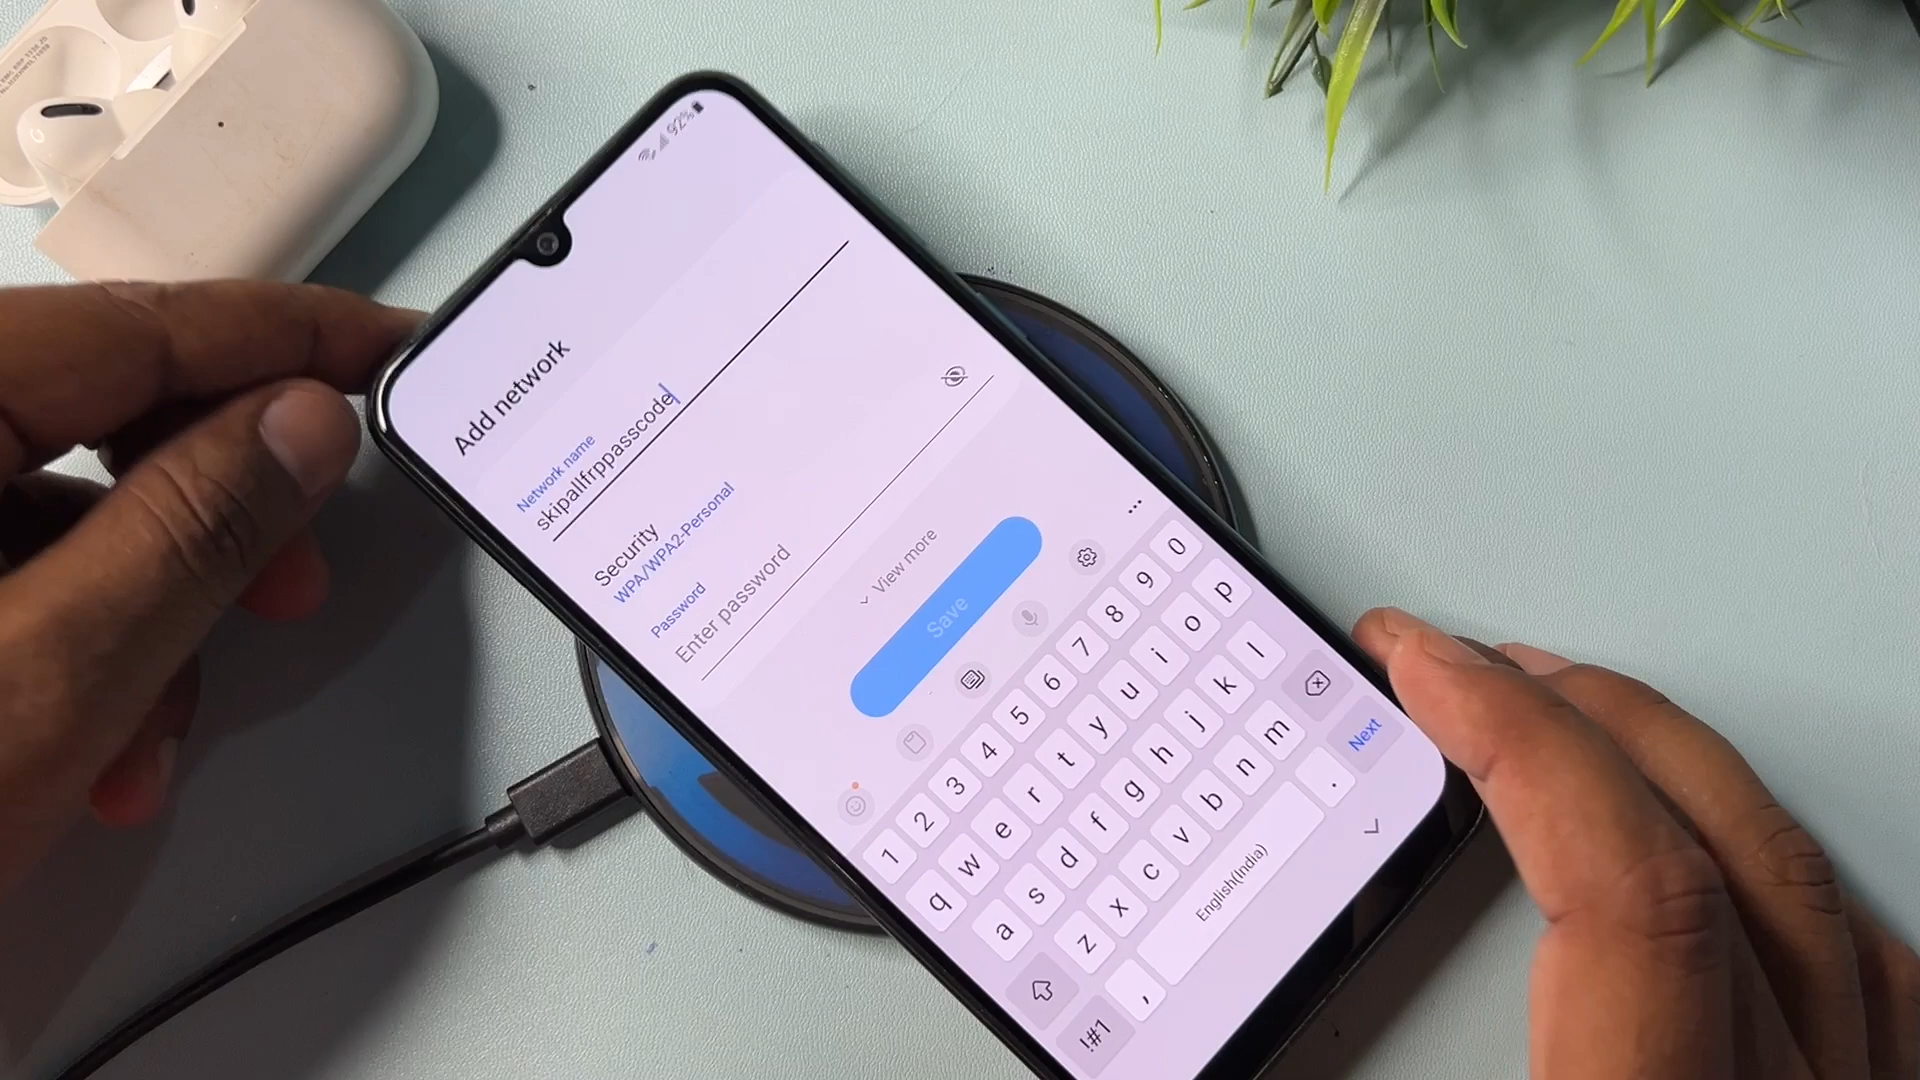 92%
Add network
Network name
skipallfrppasscode
Security
WPA/WPA2-Personal
Password
Enter password
View more
Save
1 2 3 4 5 6 7 8 9 0
q w e r t y u i o p
a s d f g h j k l
z x c v b n m
!#1 , English(India) . Next